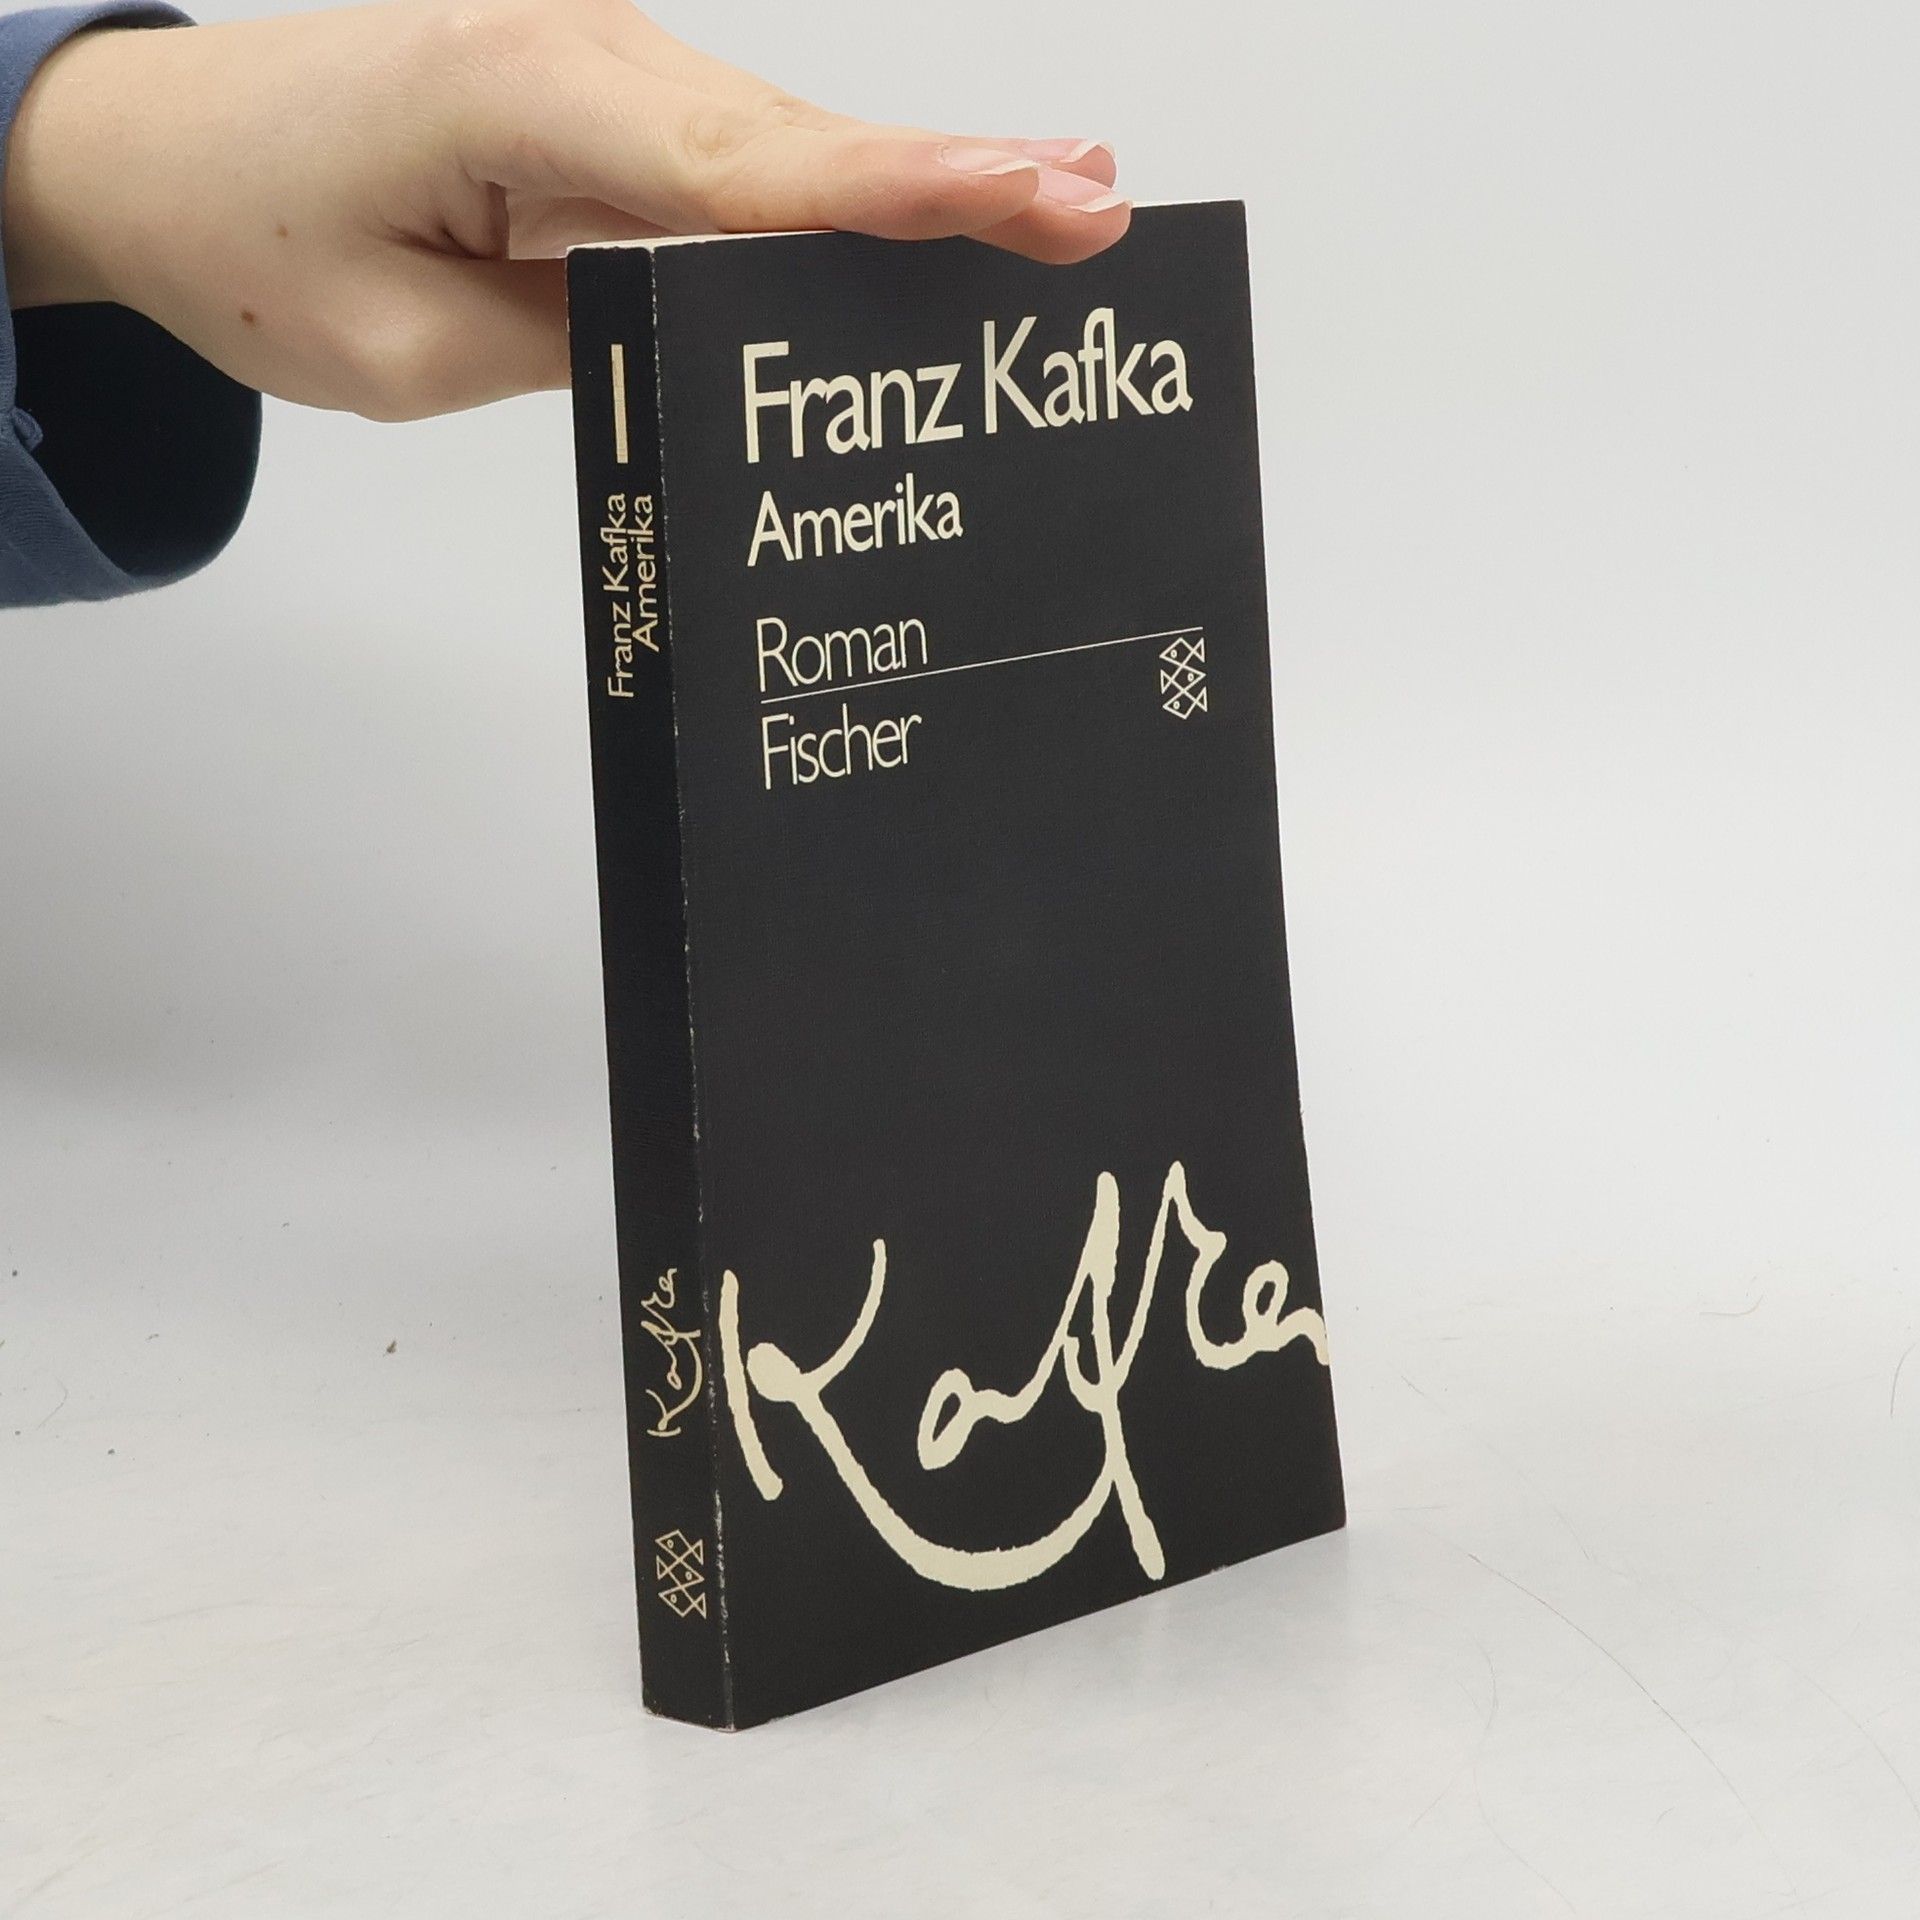 Franz Kafka
Amerika
Franz Kafka
Amerika
Roman
Fischer
Kafka
Kafka